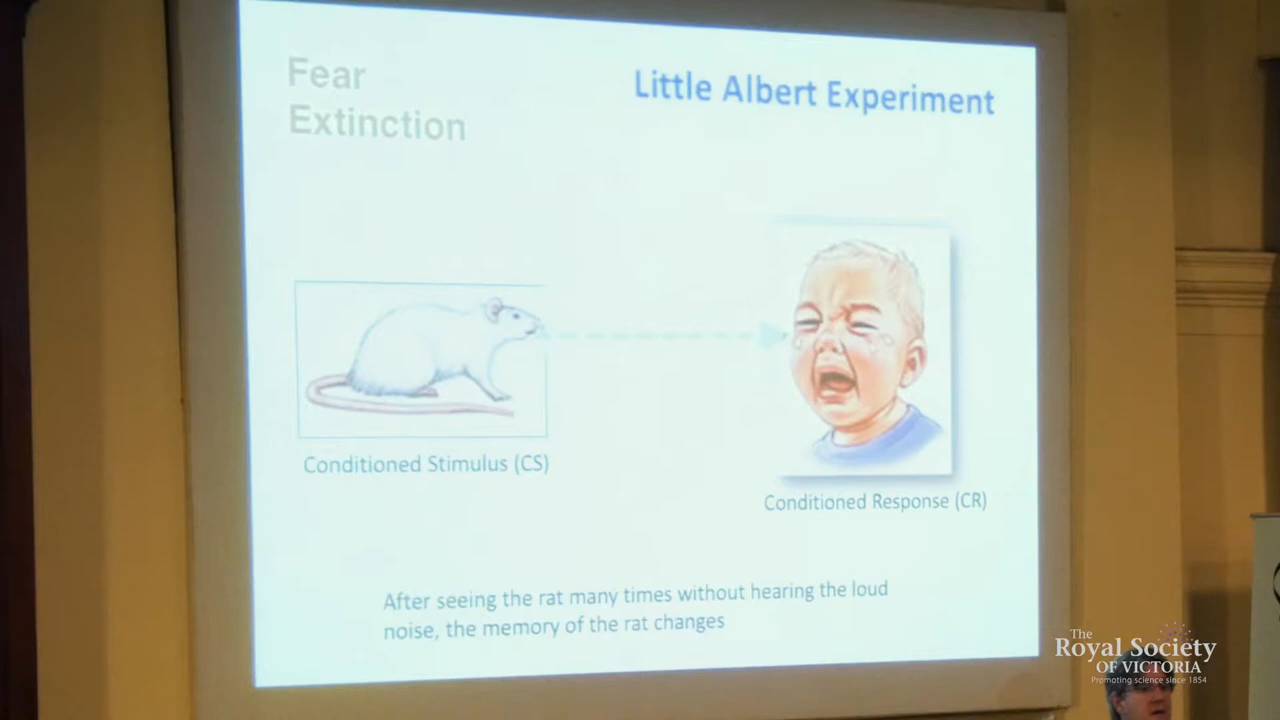 Fear
Extinction
Little Albert Experiment
Conditioned Stimulus (CS)
Conditioned Response (CR)
After seeing the rat many times without hearing the loud
noise, the memory of the rat changes
The
Royal Society
OF VICTORIA
Promoting science since 1854